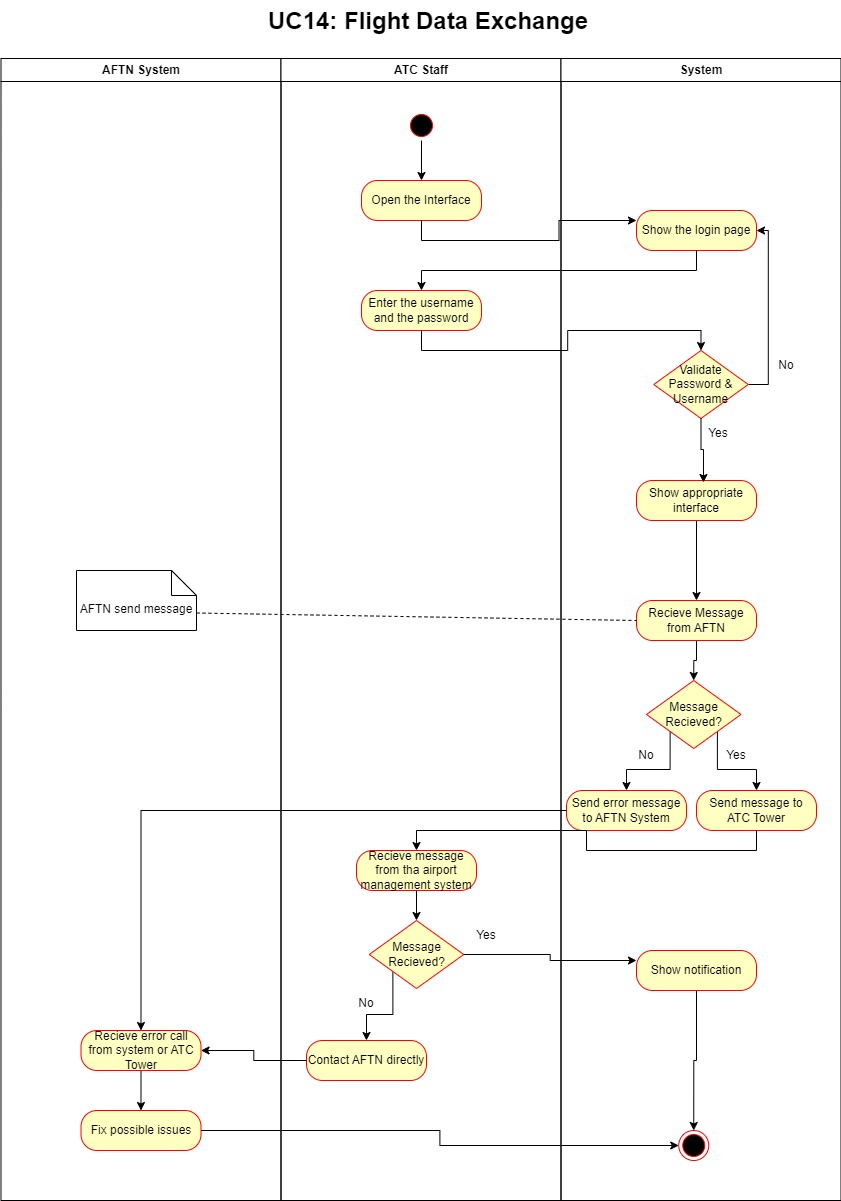 UC14: Flight Data Exchange
AFTN System
ATC Staff
System
Open the Interface
Show the login page
Enter the username
and the password
Validate
Password &
Username
No
Yes
Show appropriate
interface
AFTN send message
Recieve Message
from AFTN
Message
Recieved?
No
Yes
Send error message
to AFTN System
Send message to
ATC Tower
Recieve message
from tha airport
management system
Message
Recieved?
Yes
Show notification
No
Recieve error call
from system or ATC
Tower
Contact AFTN directly
Fix possible issues